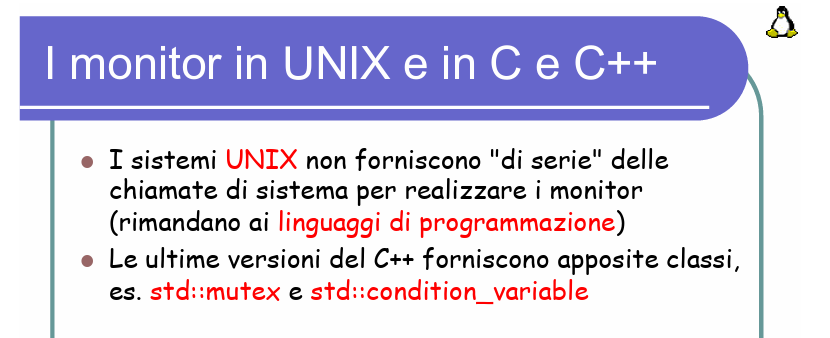 I monitor in UNIX e in C e C++
I sistemi UNIX non forniscono "di serie" delle
chiamate di sistema per realizzare i monitor
(rimandano ai linguaggi di programmazione)
Le ultime versioni del C++ forniscono apposite classi,
es. std::mutex e std::condition_variable